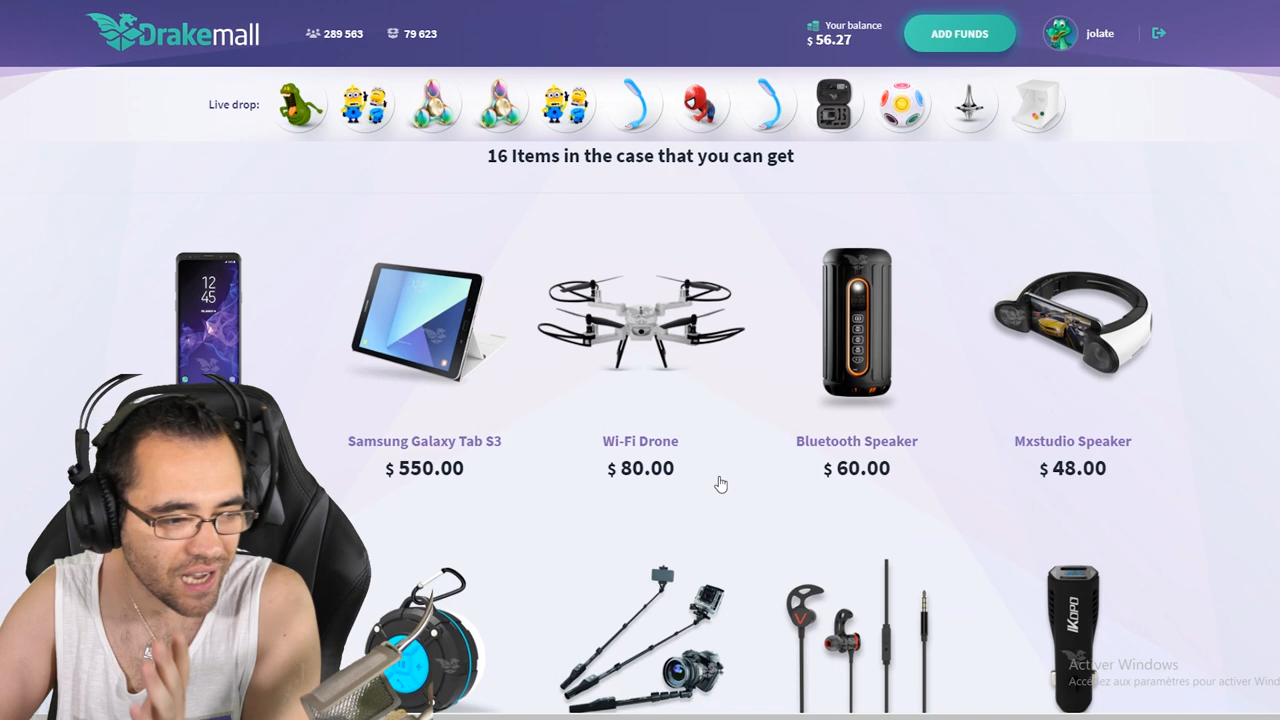 Drakemall
289 563
79 623
Your balance
$ 56.27
ADD FUNDS
jolate
Live drop:
16 Items in the case that you can get
12
45
Samsung Galaxy Tab S3
Wi-Fi Drone
Bluetooth Speaker
Mxstudio Speaker
$ 550.00
$ 80.00
$ 60.00
$ 48.00
IKOPO
Activer Windows
Accédez aux paramètres pour activer Wind